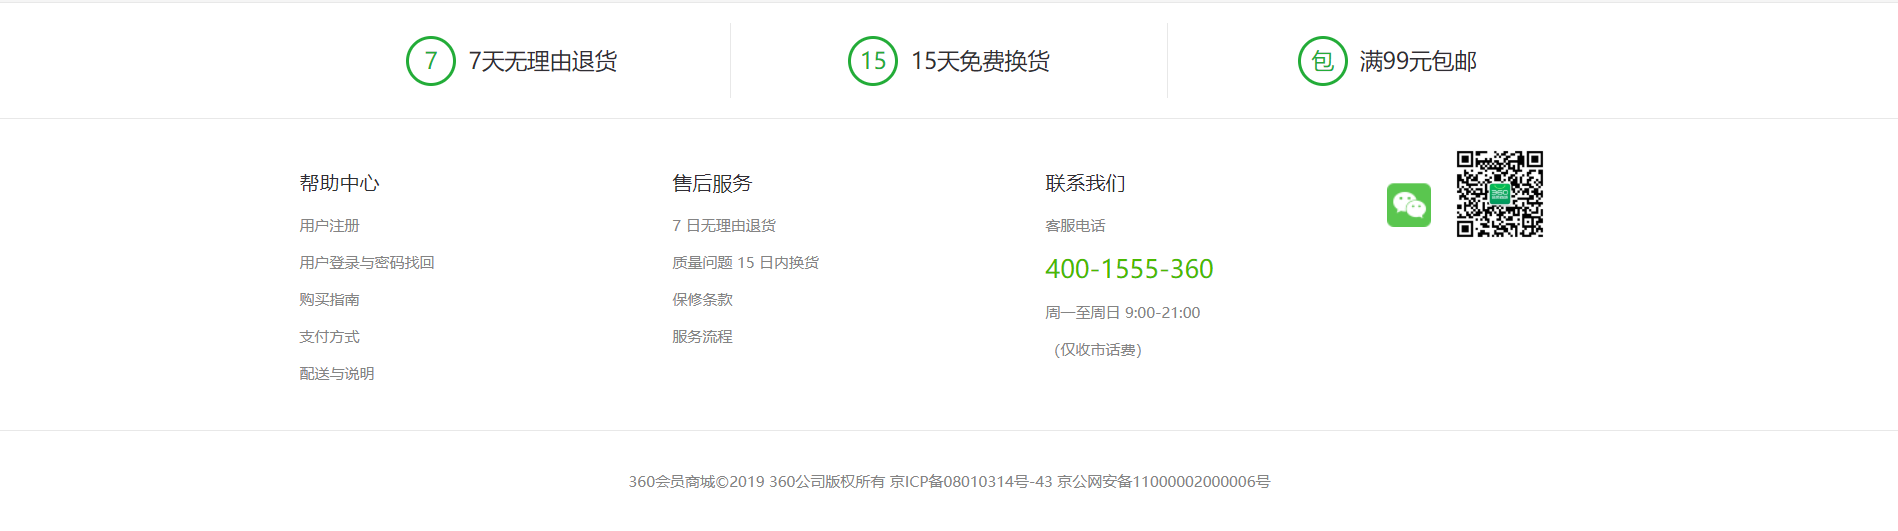 7 7天无理由退货
15 15天免费换货
包 满99元包邮
帮助中心
用户注册
用户登录与密码找回
购买指南
支付方式
配送与说明
售后服务
7 日无理由退货
质量问题 15 日内换货
保修条款
服务流程
联系我们
客服电话
400-1555-360
周一至周日 9:00-21:00
（仅收市话费）
360
360会员商城©2019 360公司版权所有 京ICP备08010314号-43 京公网安备11000002000006号